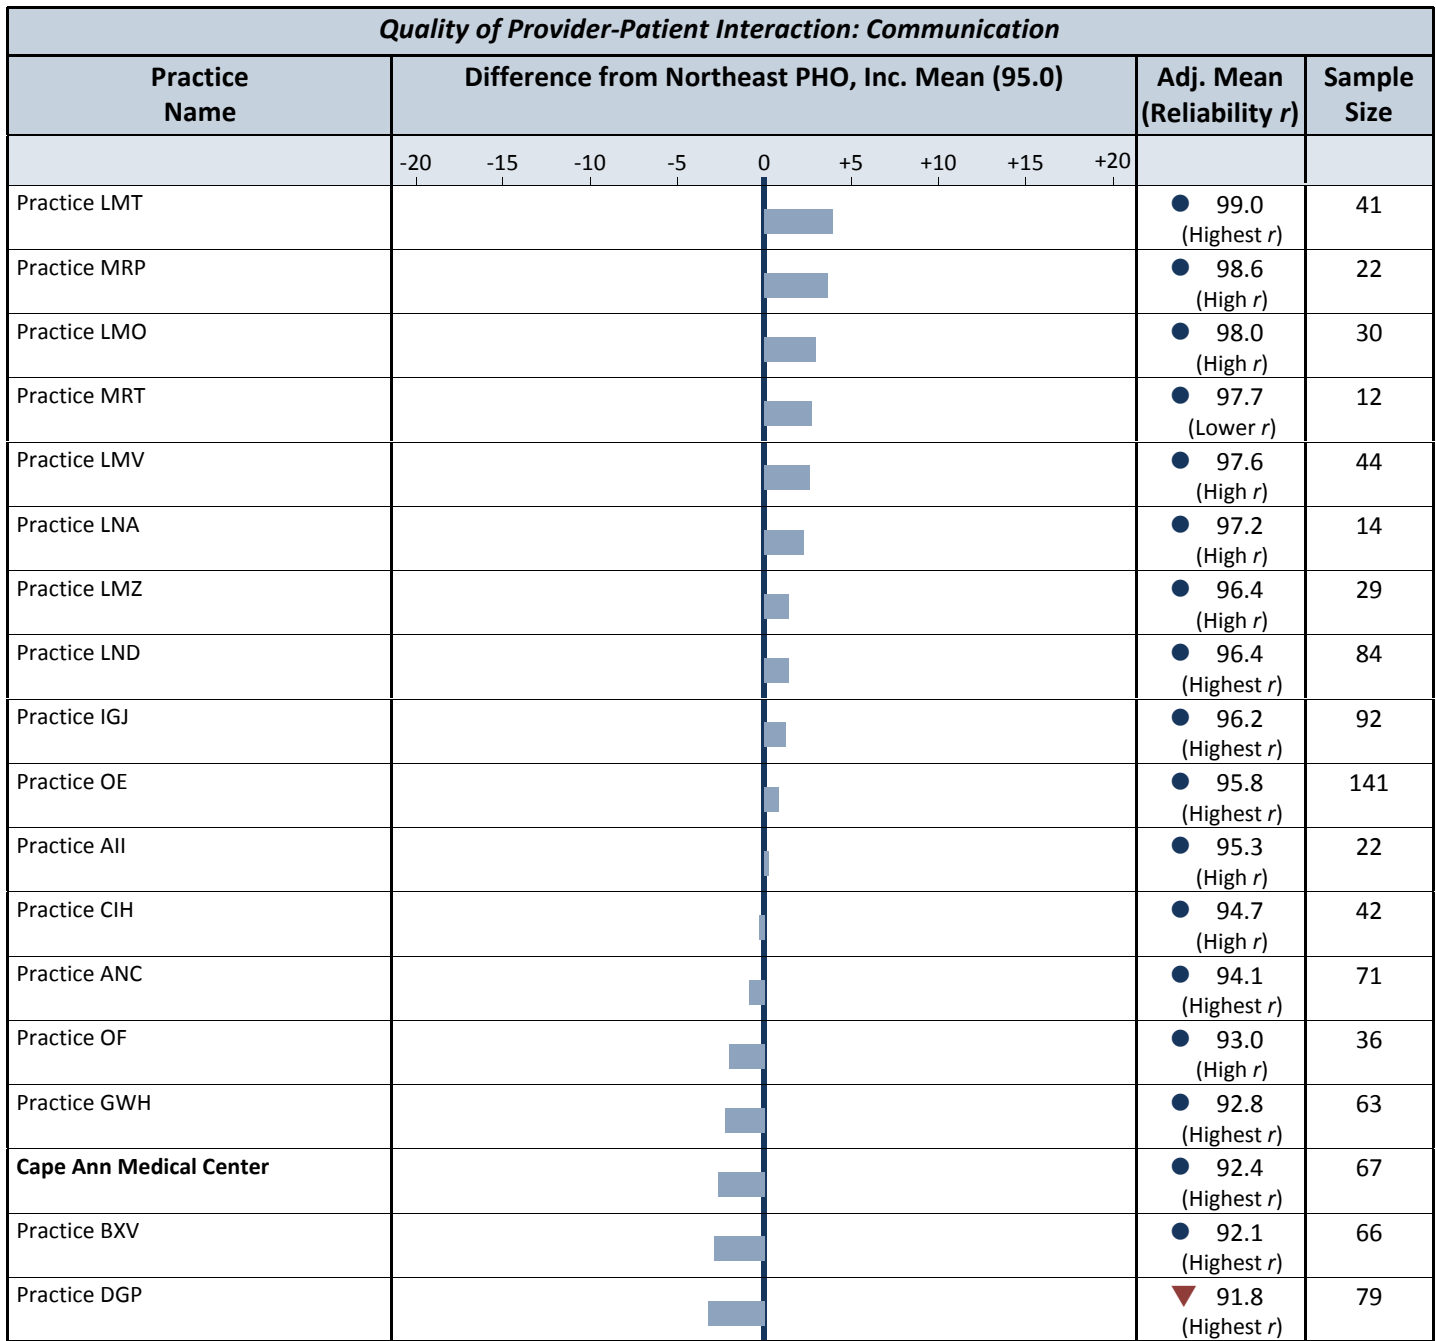 Quality of Provider-Patient Interaction: Communication
Practice Name
Difference from Northeast PHO, Inc. Mean (95.0)
Adj. Mean (Reliability r)
Sample Size
-20 -15 -10 -5 0 +5 +10 +15 +20
Practice LMT 99.0 41
(Highest r)
Practice MRP 98.6 22
(High r)
Practice LMO 98.0 30
(High r)
Practice MRT 97.7 12
(Lower r)
Practice LMV 97.6 44
(High r)
Practice LNA 97.2 14
(High r)
Practice LMZ 96.4 29
(High r)
Practice LND 96.4 84
(Highest r)
Practice IGJ 96.2 92
(Highest r)
Practice OE 95.8 141
(Highest r)
Practice AII 95.3 22
(High r)
Practice CIH 94.7 42
(High r)
Practice ANC 94.1 71
(Highest r)
Practice OF 93.0 36
(High r)
Practice GWH 92.8 63
(Highest r)
Cape Ann Medical Center 92.4 67
(Highest r)
Practice BXV 92.1 66
(Highest r)
Practice DGP 91.8 79
(Highest r)